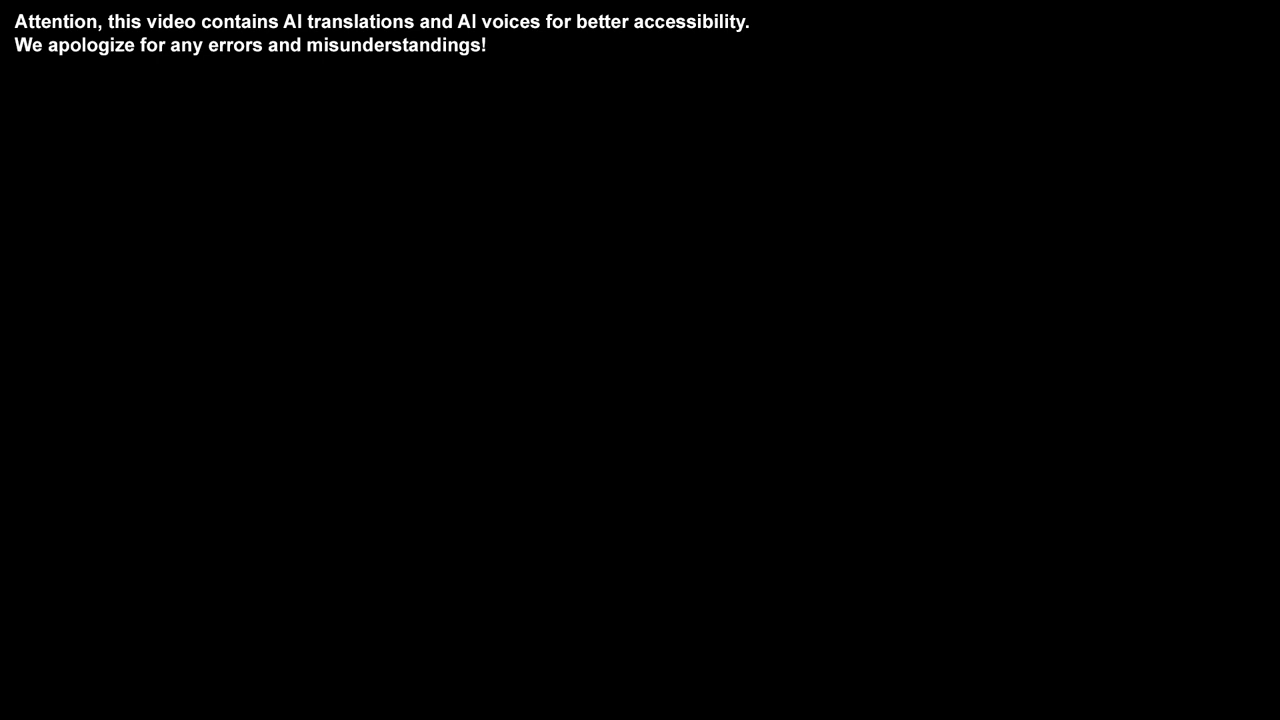 Attention, this video contains AI translations and AI voices for better accessibility.
We apologize for any errors and misunderstandings!